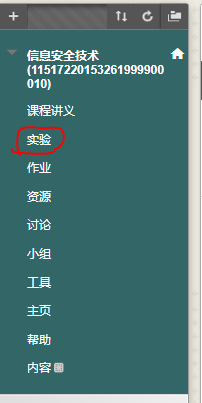 信息安全技术
(11517220153261999900
010)
课程讲义
实验
作业
资源
讨论
小组
工具
主页
帮助
内容